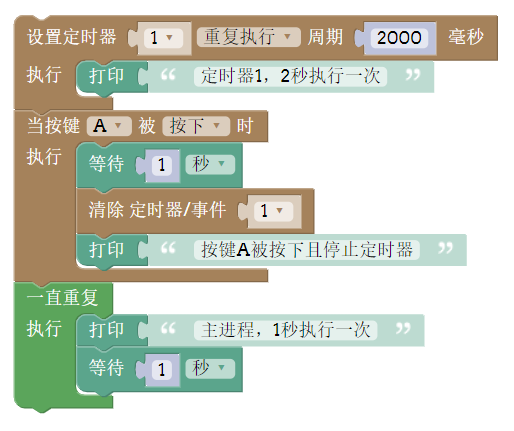 设置定时器 1 重复执行 周期 2000 毫秒
执行 打印 “ 定时器1，2秒执行一次 ”
当按键 A 被 按下 时
执行 等待 1 秒
清除 定时器/事件 1
打印 “ 按键A被按下且停止定时器 ”
一直重复
执行 打印 “ 主进程，1秒执行一次 ”
等待 1 秒